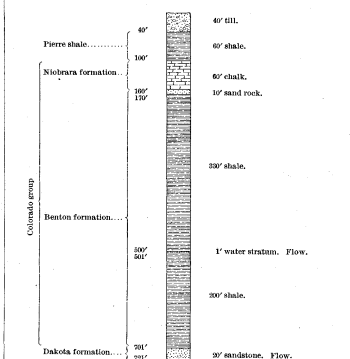 40' till.
40'
Pierre shale
60' shale.
100'
Niobrara formation
60' chalk.
160'
10' sand rock.
170'
330' shale.
Colorado group
Benton formation
500'
1' water stratum. Flow.
501'
200' shale.
701'
Dakota formation
20' sandstone. Flow.